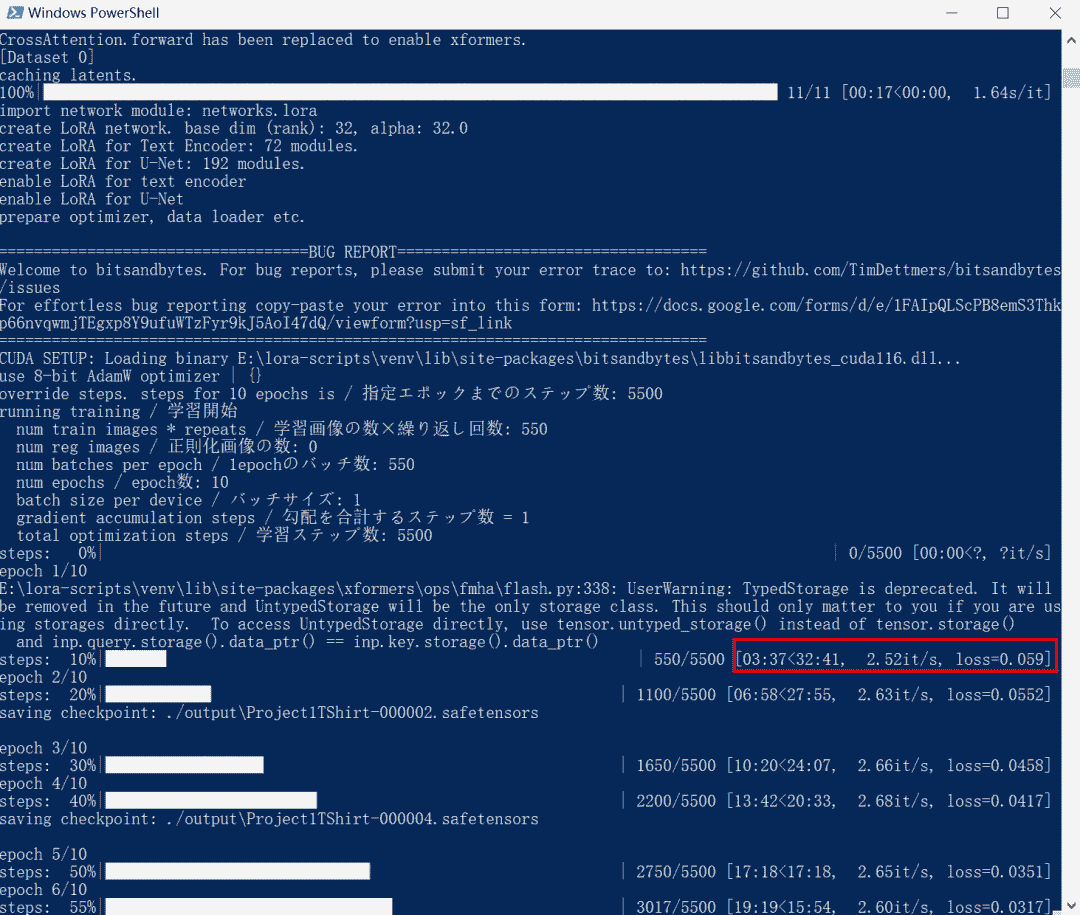 Windows PowerShell
CrossAttention.forward has been replaced to enable xformers.
[Dataset 0]
caching latents.
100%| | 11/11 [00:17<00:00, 1.64s/it]
import network module: networks.lora
create LoRA network. base dim (rank): 32, alpha: 32.0
create LoRA for Text Encoder: 72 modules.
create LoRA for U-Net: 192 modules.
enable LoRA for text encoder
enable LoRA for U-Net
prepare optimizer, data loader etc.
===================================BUG REPORT===================================
Welcome to bitsandbytes. For bug reports, please submit your error trace to: https://github.com/TimDettmers/bitsandbytes
/issues
For effortless bug reporting copy-paste your error into this form: https://docs.google.com/forms/d/e/1FAIpQLScPB8emS3Thk
p66nvqwmjTEgxp8Y9ufuWTzFyr9kJ5AoI47dQ/viewform?usp=sf_link
================================================================================
CUDA SETUP: Loading binary E:\lora-scripts\venv\lib\site-packages\bitsandbytes\libbitsandbytes_cuda116.dll...
use 8-bit AdamW optimizer | {}
override steps. steps for 10 epochs is / 指定エポックまでのステップ数: 5500
running training / 学習開始
num train images * repeats / 学習画像の数×繰り返し回数: 550
num reg images / 正則化画像の数: 0
num batches per epoch / 1epochのバッチ数: 550
num epochs / epoch数: 10
batch size per device / バッチサイズ: 1
gradient accumulation steps / 勾配を合計するステップ数 = 1
total optimization steps / 学習ステップ数: 5500
steps: 0%| | 0/5500 [00:00<?, ?it/s]
epoch 1/10
E:\lora-scripts\venv\lib\site-packages\xformers\ops\fmha\flash.py:338: UserWarning: TypedStorage is deprecated. It will
be removed in the future and UntypedStorage will be the only storage class. This should only matter to you if you are us
ing storages directly. To access UntypedStorage directly, use tensor.untyped_storage() instead of tensor.storage()
and inp.query.storage().data_ptr() == inp.key.storage().data_ptr()
steps: 10%| | 550/5500 [03:37<32:41, 2.52it/s, loss=0.059]
epoch 2/10
steps: 20%| | 1100/5500 [06:58<27:55, 2.63it/s, loss=0.0552]
saving checkpoint: ./output\Project1TShirt-000002.safetensors
epoch 3/10
steps: 30%| | 1650/5500 [10:20<24:07, 2.66it/s, loss=0.0458]
epoch 4/10
steps: 40%| | 2200/5500 [13:42<20:33, 2.68it/s, loss=0.0417]
saving checkpoint: ./output\Project1TShirt-000004.safetensors
epoch 5/10
steps: 50%| | 2750/5500 [17:18<17:18, 2.65it/s, loss=0.0351]
epoch 6/10
steps: 55%| | 3017/5500 [19:19<15:54, 2.60it/s, loss=0.0317]